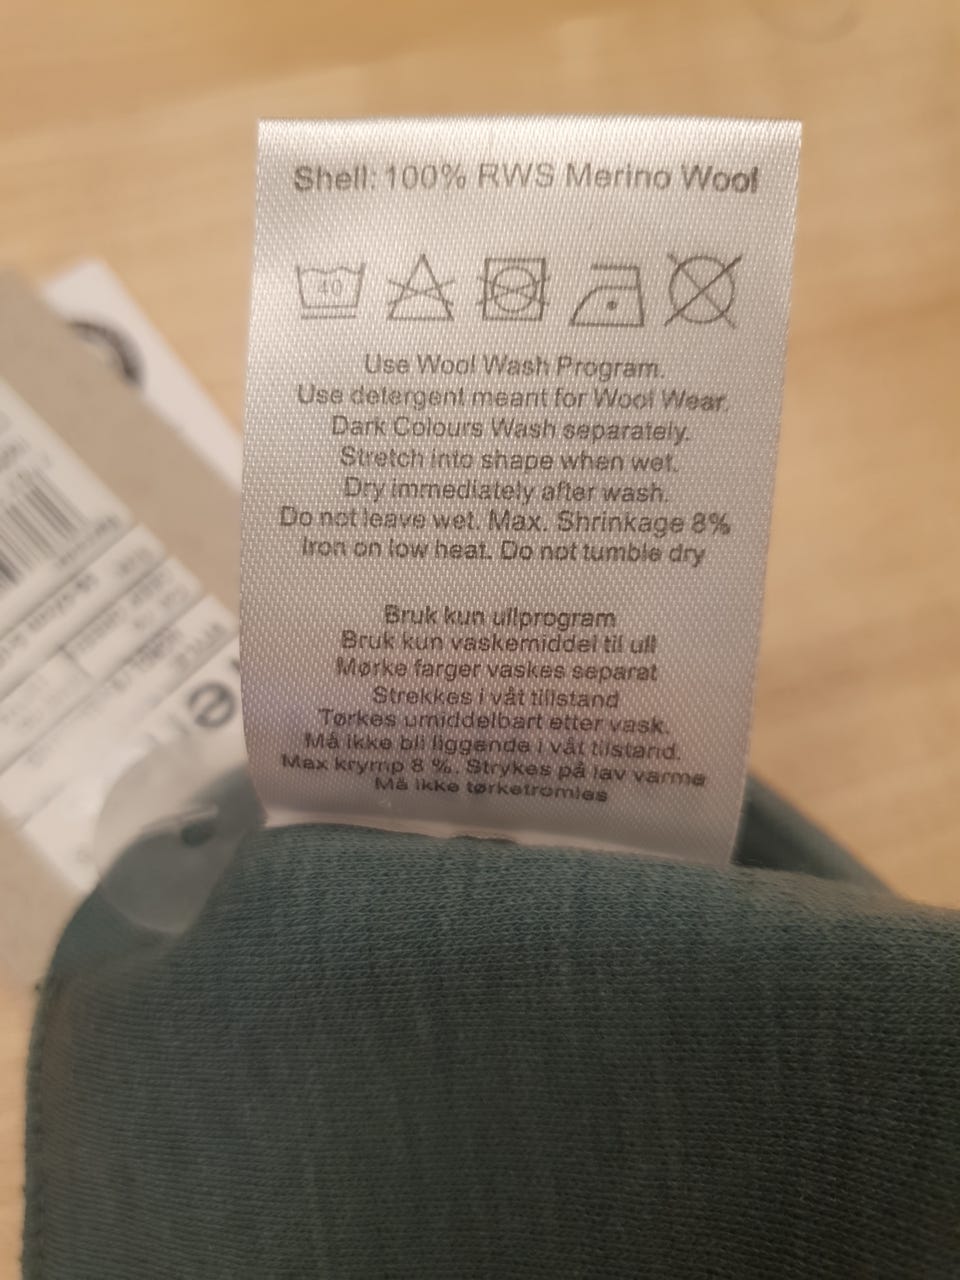 Shell: 100% RWS Merino Wool
40
Use Wool Wash Program.
Use detergent meant for Wool Wear.
Dark Colours Wash separately.
Stretch into shape when wet.
Dry immediately after wash.
Do not leave wet. Max. Shrinkage 8%
Iron on low heat. Do not tumble dry
Bruk kun ullprogram
Bruk kun vaskemiddel til ull
Mørke farger vaskes separat
Strekkes i våt tillstand
Tørkes umiddelbart etter vask.
Må ikke bli liggende i våt tilstand.
Max krymp 8 %. Strykes på lav varme
Må ikke tørketromles